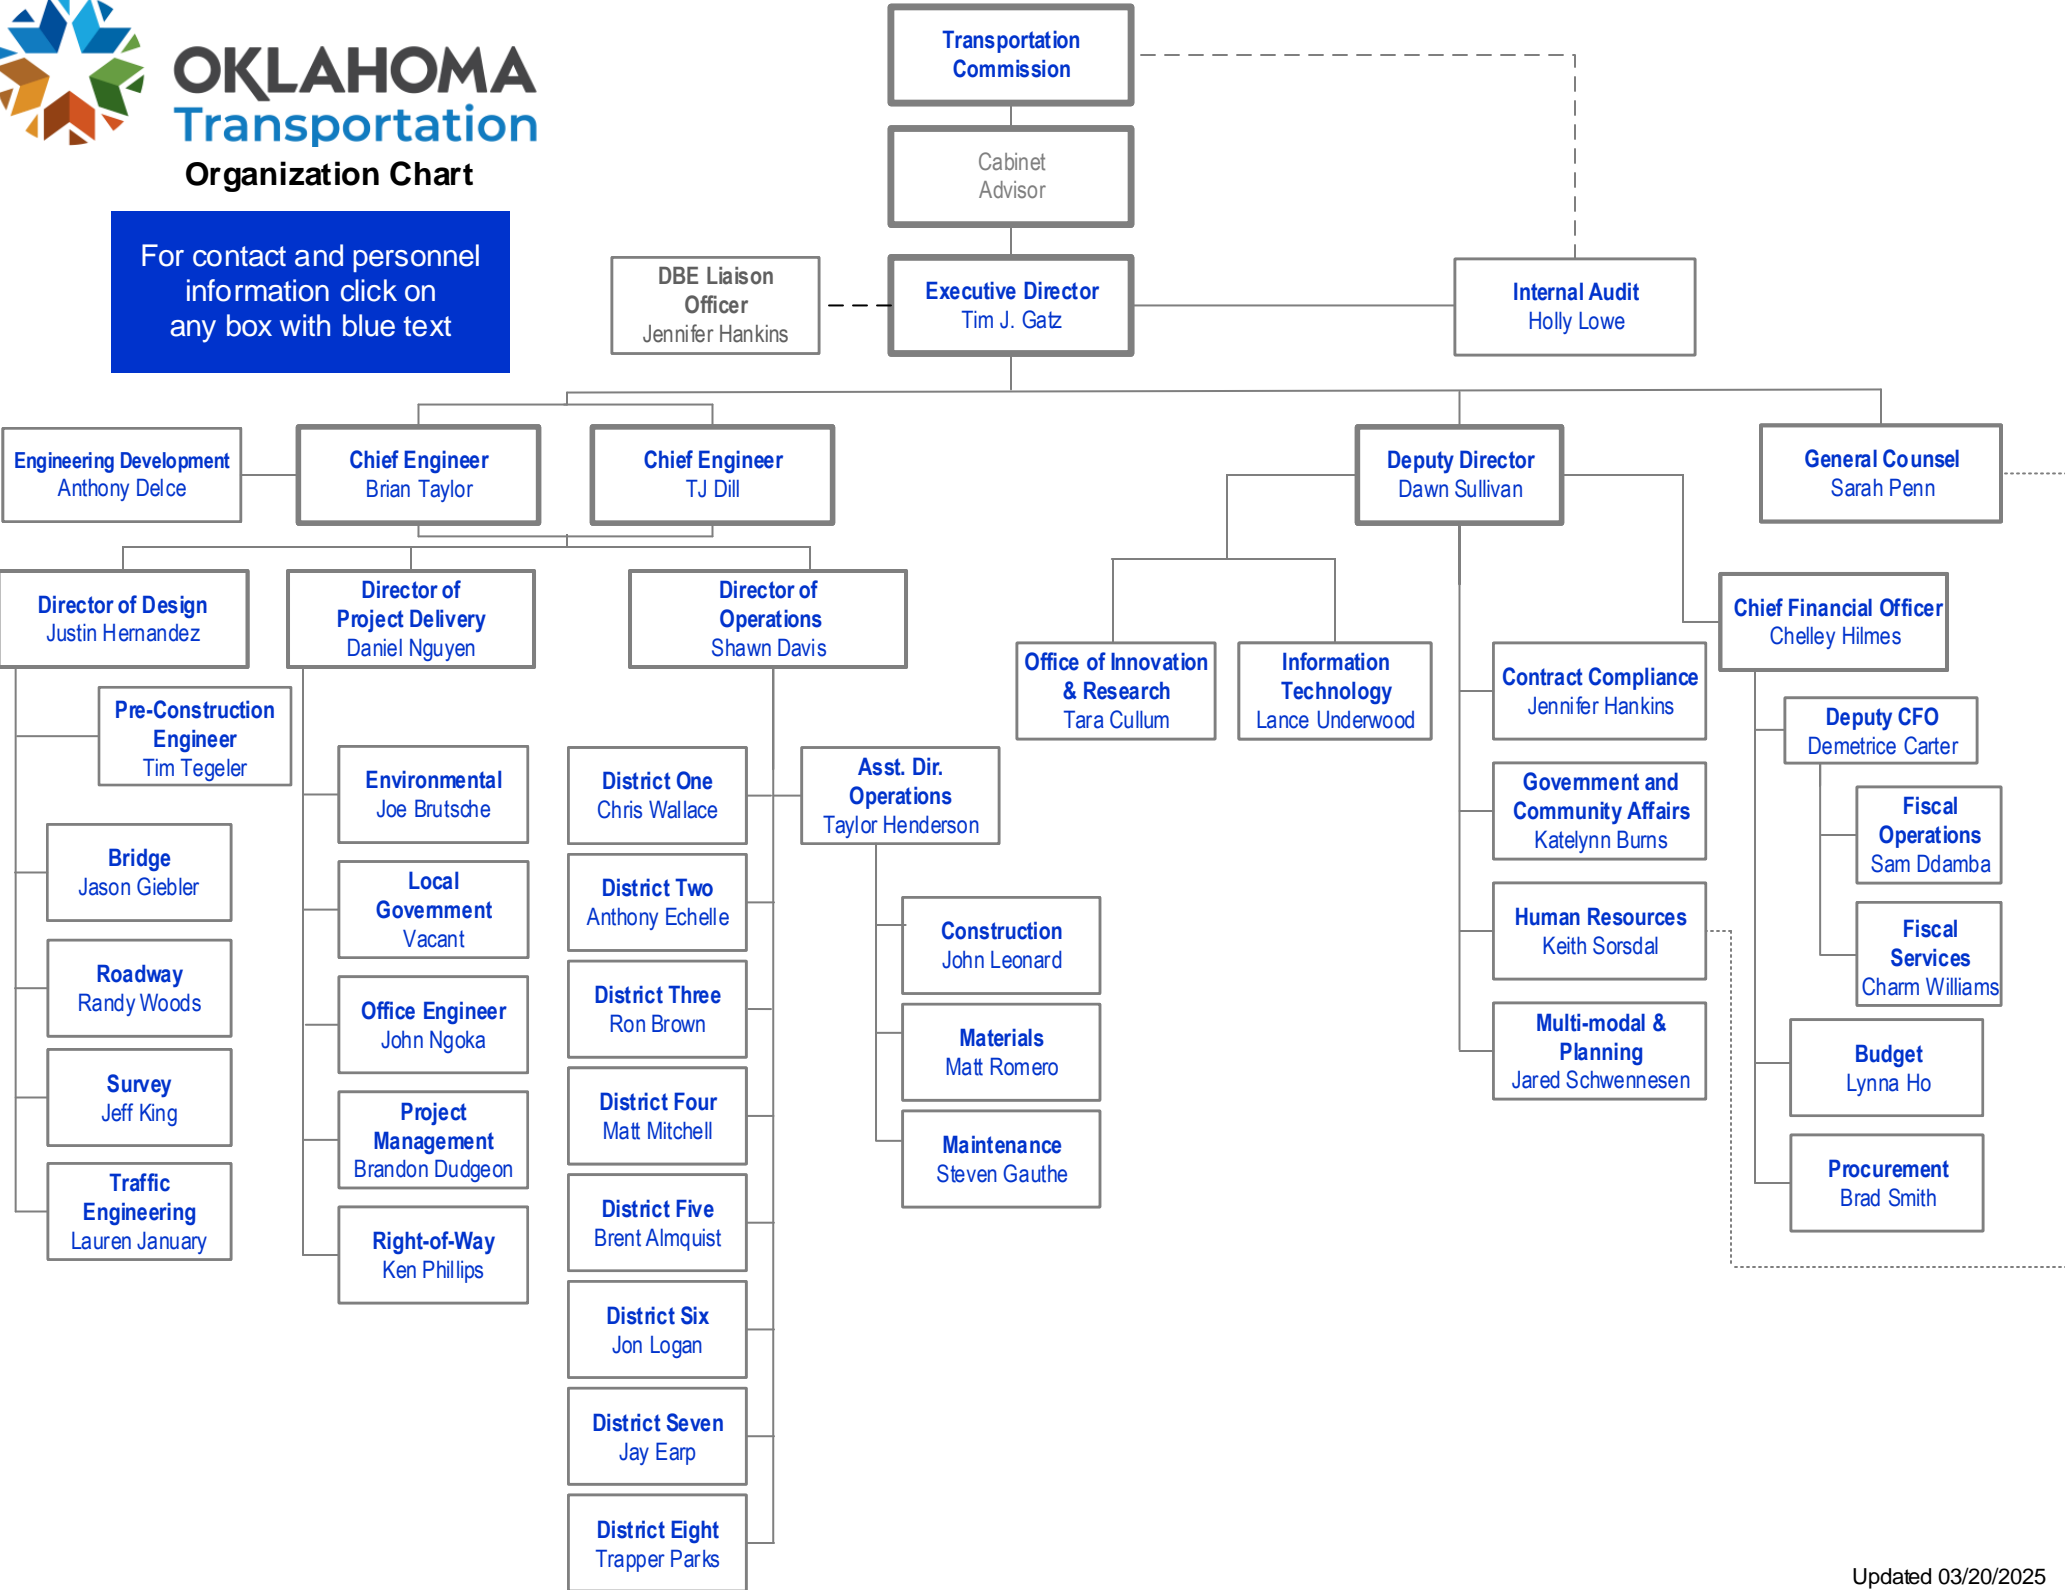 OKLAHOMA
Transportation
Organization Chart
For contact and personnel
information click on
any box with blue text
Transportation
Commission
Cabinet
Advisor
DBE Liaison
Officer
Jennifer Hankins
Executive Director
Tim J. Gatz
Internal Audit
Holly Lowe
Engineering Development
Anthony Delce
Chief Engineer
Brian Taylor
Chief Engineer
TJ Dill
Deputy Director
Dawn Sullivan
General Counsel
Sarah Penn
Director of Design
Justin Hernandez
Director of
Project Delivery
Daniel Nguyen
Director of
Operations
Shawn Davis
Chief Financial Officer
Chelley Hilmes
Pre-Construction
Engineer
Tim Tegeler
Bridge
Jason Giebler
Roadway
Randy Woods
Survey
Jeff King
Traffic
Engineering
Lauren January
Environmental
Joe Brutsche
Local
Government
Vacant
Office Engineer
John Ngoka
Project
Management
Brandon Dudgeon
Right-of-Way
Ken Phillips
District One
Chris Wallace
District Two
Anthony Echelle
District Three
Ron Brown
District Four
Matt Mitchell
District Five
Brent Almquist
District Six
Jon Logan
District Seven
Jay Earp
District Eight
Trapper Parks
Asst. Dir.
Operations
Taylor Henderson
Construction
John Leonard
Materials
Matt Romero
Maintenance
Steven Gauthe
Office of Innovation
& Research
Tara Cullum
Information
Technology
Lance Underwood
Contract Compliance
Jennifer Hankins
Government and
Community Affairs
Katelynn Burns
Human Resources
Keith Sorsdal
Multi-modal &
Planning
Jared Schwennesen
Deputy CFO
Demetrice Carter
Fiscal
Operations
Sam Ddamba
Fiscal
Services
Charm Williams
Budget
Lynna Ho
Procurement
Brad Smith
Updated 03/20/2025